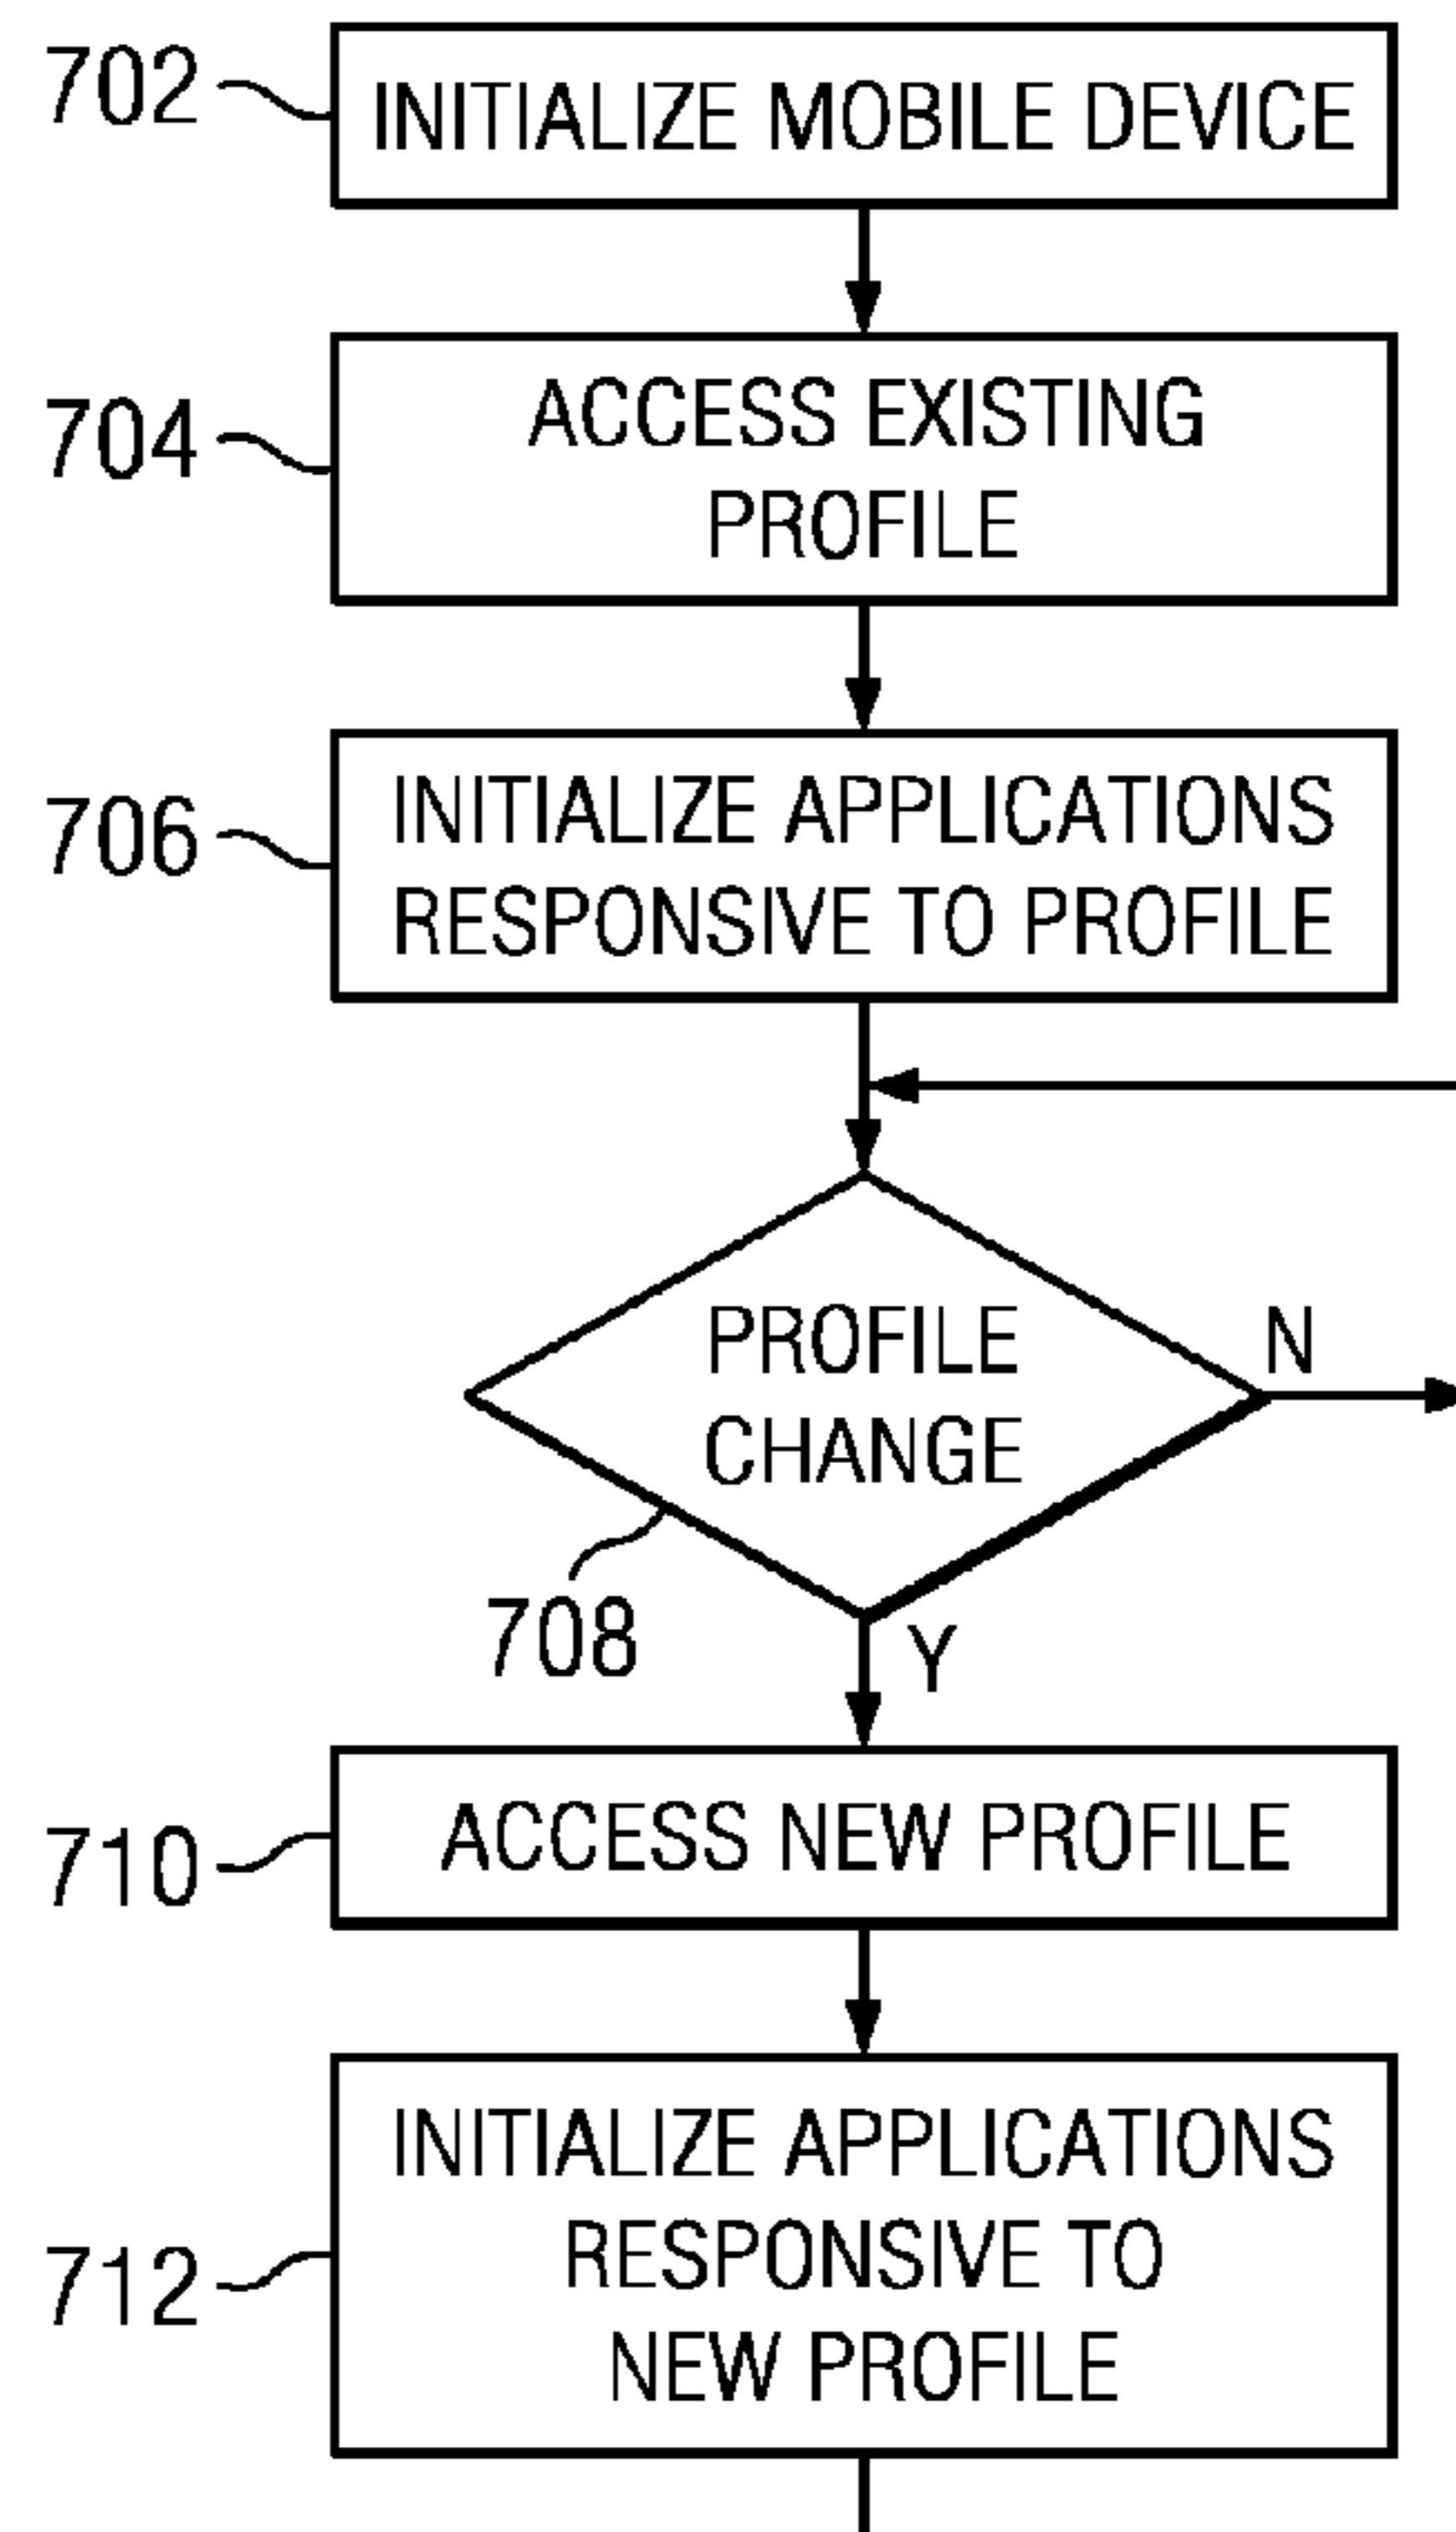 702
INITIALIZE MOBILE DEVICE
704
ACCESS EXISTING
PROFILE
706
INITIALIZE APPLICATIONS
RESPONSIVE TO PROFILE
PROFILE
CHANGE
N
708
Y
710
ACCESS NEW PROFILE
712
INITIALIZE APPLICATIONS
RESPONSIVE TO
NEW PROFILE